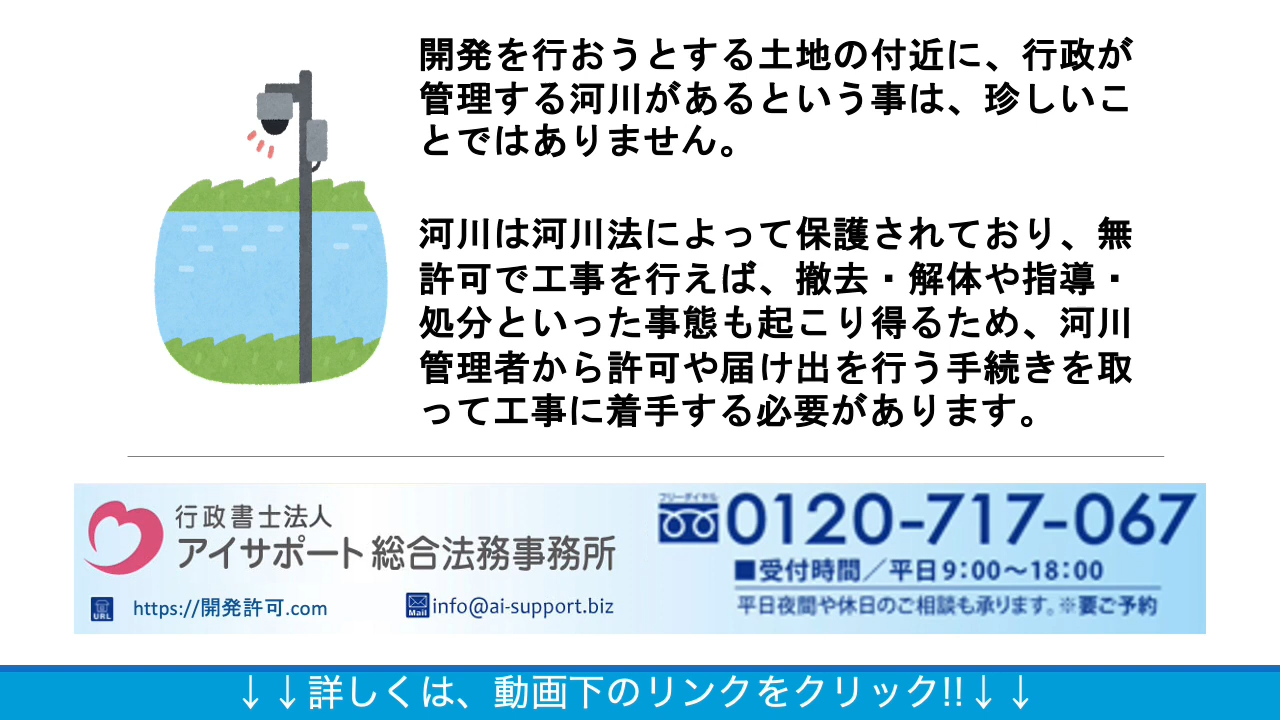 開発を行おうとする土地の付近に、行政が
管理する河川があるという事は、珍しいこ
とではありません。
河川は河川法によって保護されており、無
許可で工事を行えば、撤去・解体や指導・
処分といった事態も起こり得るため、河川
管理者から許可や届け出を行う手続きを取
って工事に着手する必要があります。
行政書士法人
アイサポート総合法務事務所
URL https://開発許可.com
Mail info@ai-support.biz
フリーダイヤル
0120-717-067
■受付時間／平日9:00〜18:00
平日夜間や休日のご相談も承ります。※要ご予約
↓↓詳しくは、動画下のリンクをクリック!!↓↓